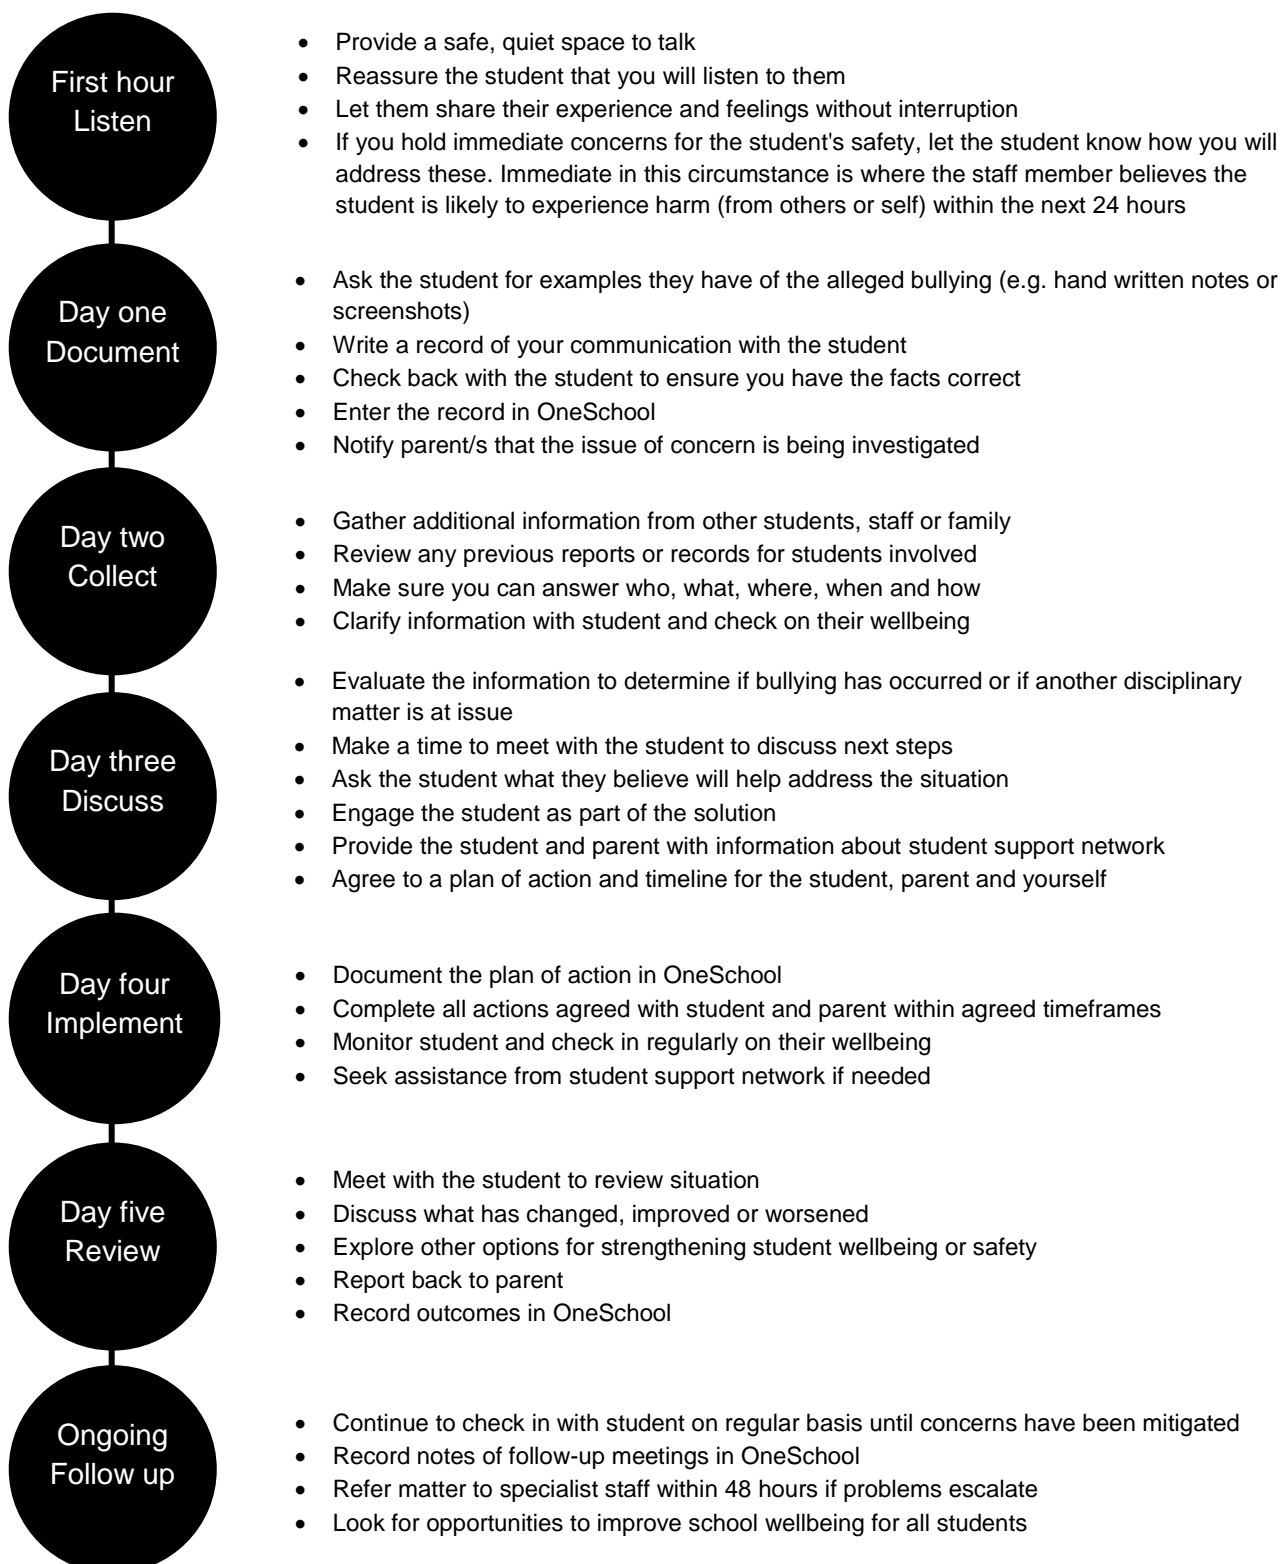 First hour
Listen
• Provide a safe, quiet space to talk
• Reassure the student that you will listen to them
• Let them share their experience and feelings without interruption
• If you hold immediate concerns for the student's safety, let the student know how you will
address these. Immediate in this circumstance is where the staff member believes the
student is likely to experience harm (from others or self) within the next 24 hours
Day one
Document
• Ask the student for examples they have of the alleged bullying (e.g. hand written notes or
screenshots)
• Write a record of your communication with the student
• Check back with the student to ensure you have the facts correct
• Enter the record in OneSchool
• Notify parent/s that the issue of concern is being investigated
Day two
Collect
• Gather additional information from other students, staff or family
• Review any previous reports or records for students involved
• Make sure you can answer who, what, where, when and how
• Clarify information with student and check on their wellbeing
Day three
Discuss
• Evaluate the information to determine if bullying has occurred or if another disciplinary
matter is at issue
• Make a time to meet with the student to discuss next steps
• Ask the student what they believe will help address the situation
• Engage the student as part of the solution
• Provide the student and parent with information about student support network
• Agree to a plan of action and timeline for the student, parent and yourself
Day four
Implement
• Document the plan of action in OneSchool
• Complete all actions agreed with student and parent within agreed timeframes
• Monitor student and check in regularly on their wellbeing
• Seek assistance from student support network if needed
Day five
Review
• Meet with the student to review situation
• Discuss what has changed, improved or worsened
• Explore other options for strengthening student wellbeing or safety
• Report back to parent
• Record outcomes in OneSchool
Ongoing
Follow up
• Continue to check in with student on regular basis until concerns have been mitigated
• Record notes of follow-up meetings in OneSchool
• Refer matter to specialist staff within 48 hours if problems escalate
• Look for opportunities to improve school wellbeing for all students